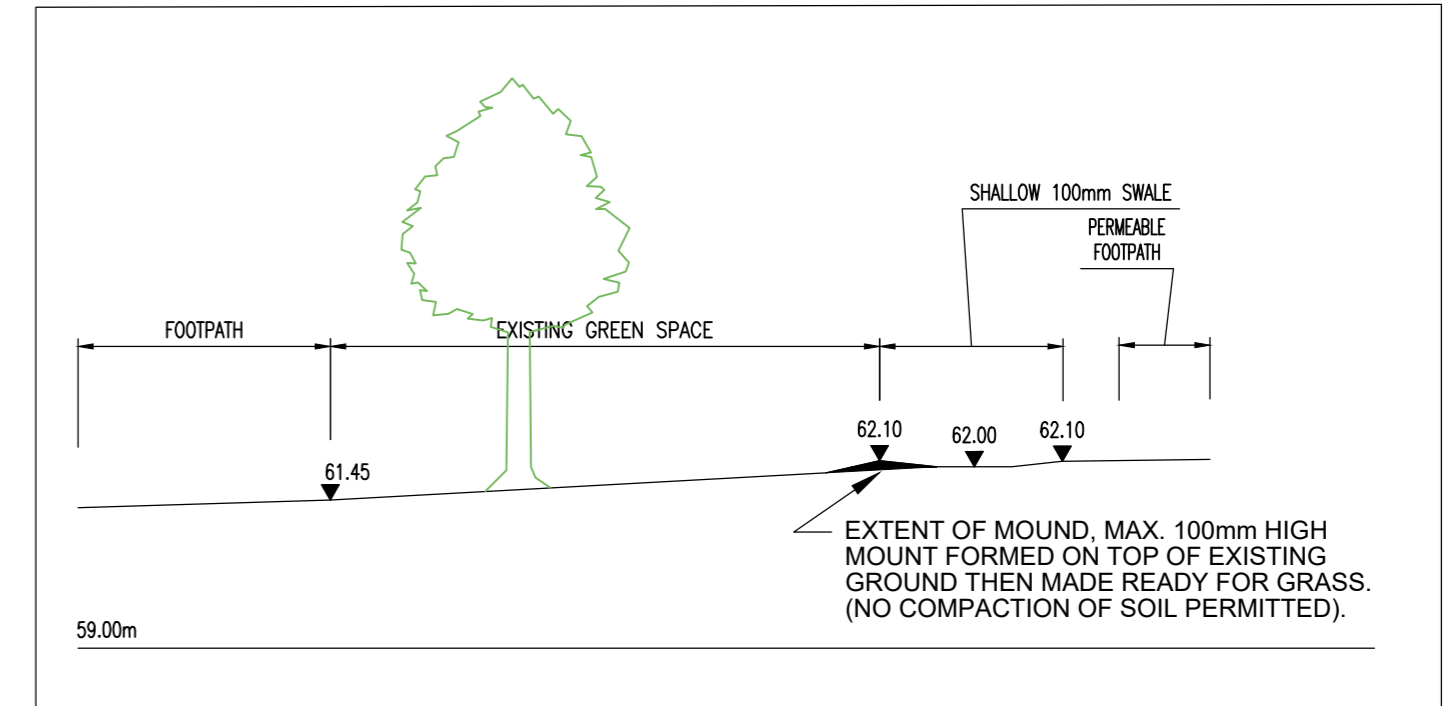 SHALLOW 100mm SWALE
PERMEABLE
FOOTPATH
FOOTPATH
EXISTING GREEN SPACE
62.10
62.00
62.10
61.45
EXTENT OF MOUND, MAX. 100mm HIGH
MOUNT FORMED ON TOP OF EXISTING
GROUND THEN MADE READY FOR GRASS.
(NO COMPACTION OF SOIL PERMITTED).
59.00m